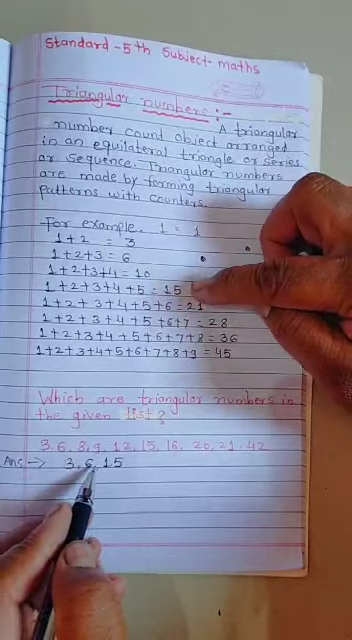 Standard - 5th Subject - maths
Triangular numbers :-
A triangular
number count object arranged
in an equilateral triangle or series
or sequence. Triangular numbers
are made by forming triangular
patterns with counters.
For example. 1 = 1
1+2 = 3
1+2+3 = 6
1+2+3+4 = 10
1+2+3+4+5 = 15
1+2+3+4+5+6 = 21
1+2+3+4+5+6+7 = 28
1+2+3+4+5+6+7+8 = 36
1+2+3+4+5+6+7+8+9 = 45
Which are triangular numbers in
the given list?
3, 6, 8, 9, 12, 15, 16, 20, 21, 42
Ans → 3, 6, 15